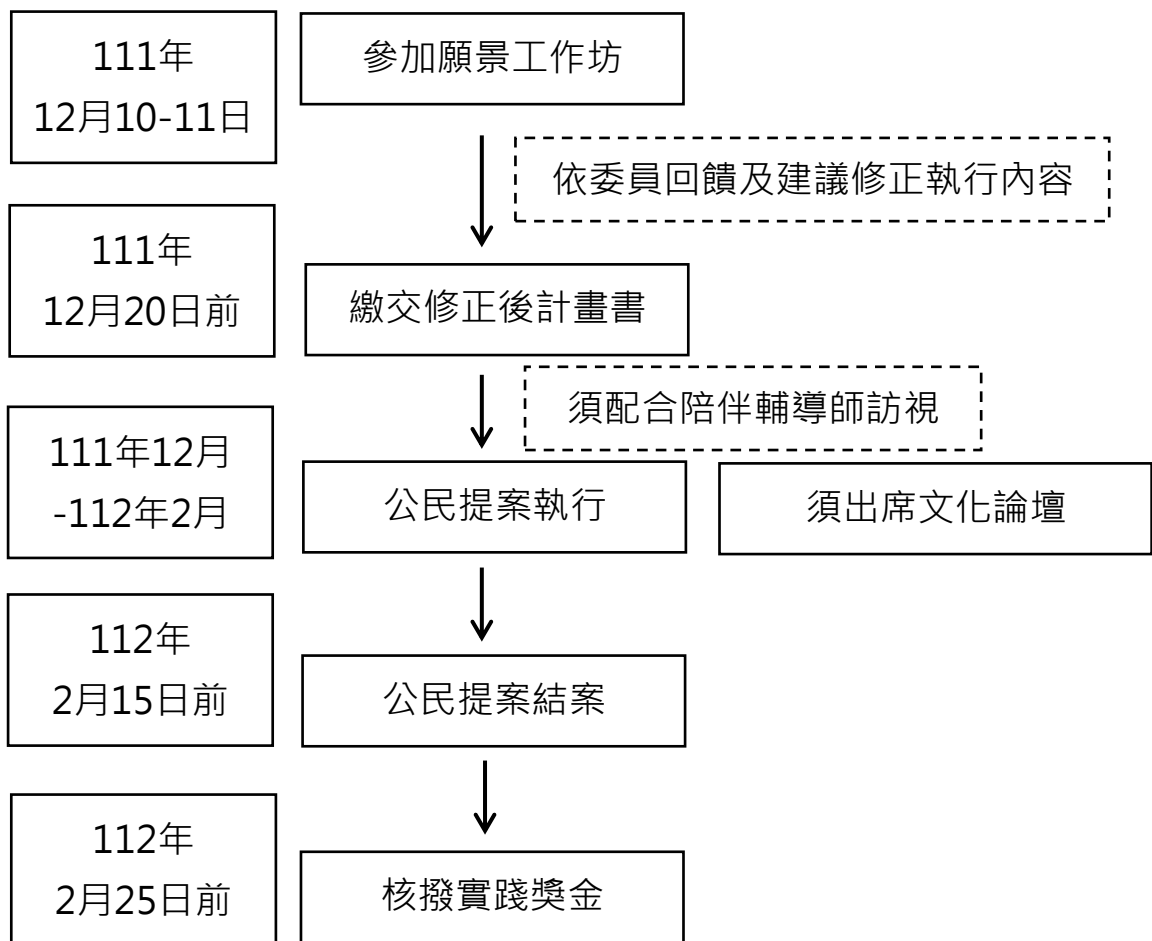 111年
12月10-11日
參加願景工作坊
依委員回饋及建議修正執行內容
111年
12月20日前
繳交修正後計畫書
須配合陪伴輔導師訪視
111年12月
-112年2月
公民提案執行
須出席文化論壇
112年
2月15日前
公民提案結案
112年
2月25日前
核撥實踐獎金